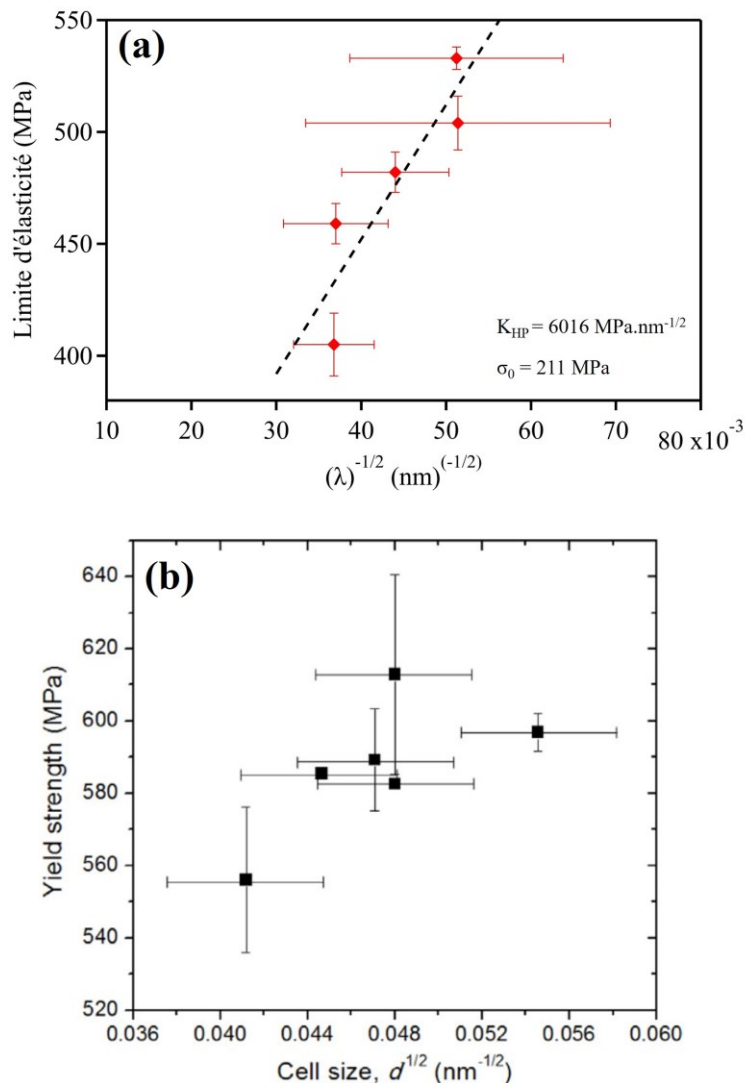 (a)
Limite d'élasticité (MPa)
550
500
450
400
K_HP = 6016 MPa.nm^-1/2
σ_0 = 211 MPa
10 20 30 40 50 60 70 80 x10^-3
(λ)^-1/2 (nm)^(-1/2)
(b)
Yield strength (MPa)
640
620
600
580
560
540
520
0.036 0.040 0.044 0.048 0.052 0.056 0.060
Cell size, d^1/2 (nm^-1/2)